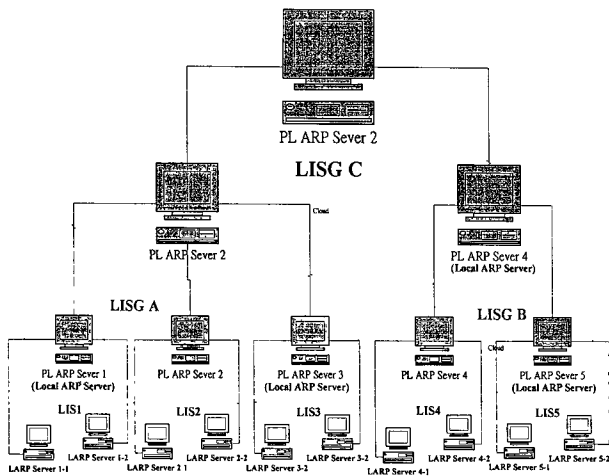 PL ARP Sever 2
LISG C
Cloud
PL ARP Sever 2
PL ARP Sever 4
(Local ARP Server)
LISG A
LISG B
Cloud
PL ARP Sever 1
(Local ARP Server)
PL ARP Sever 2
PL ARP Sever 3
(Local ARP Server)
PL ARP Sever 4
PL ARP Sever 5
(Local ARP Server)
LIS1
LIS2
LIS3
LIS4
LIS5
LARP Server 1-1
LARP Server 1-2
LARP Server 2 1
LARP Server 2-2
LARP Server 3-2
LARP Server 3-2
LARP Server 4-1
LARP Server 4-2
LARP Server 5-1
LARP Server 5-2